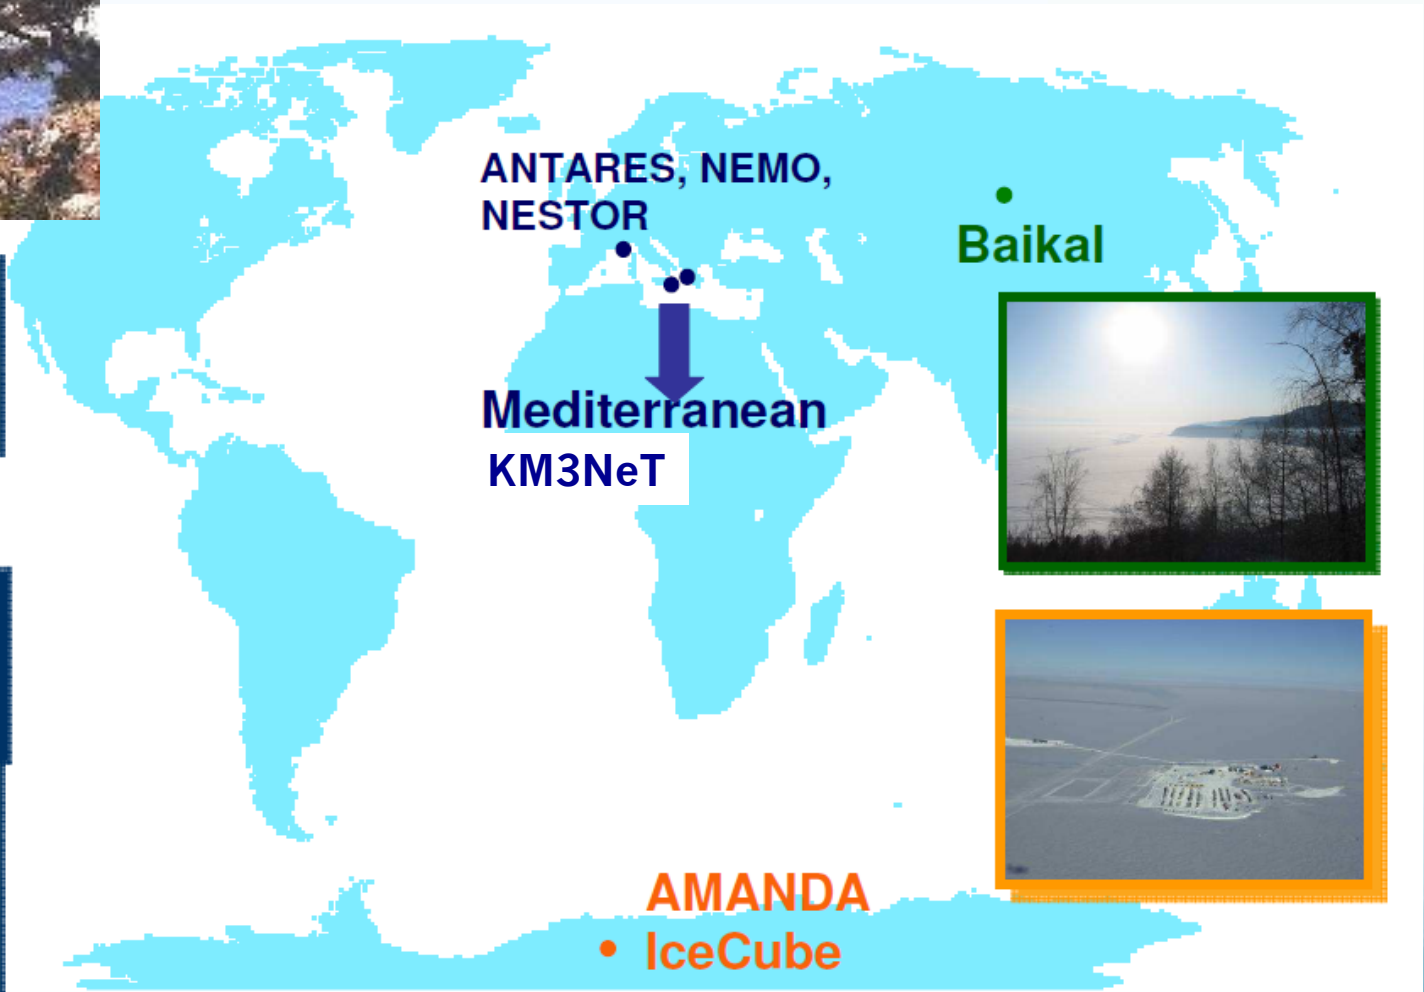 ANTARES, NEMO,
NESTOR
Baikal
Mediterranean
KM3NeT
AMANDA
IceCube